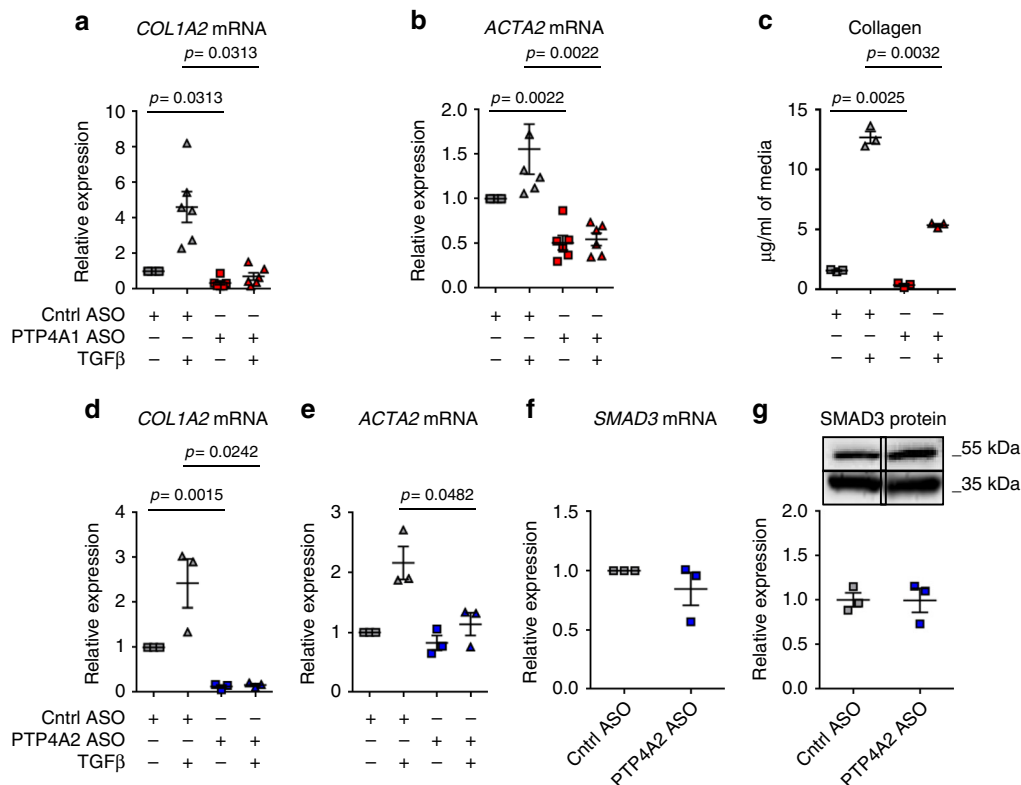 a
COL1A2 mRNA
p= 0.0313
p= 0.0313
Relative expression
10
8
6
4
2
0
b
ACTA2 mRNA
p= 0.0022
p= 0.0022
Relative expression
2.0
1.5
1.0
0.5
0.0
c
Collagen
p= 0.0032
p= 0.0025
µg/ml of media
15
10
5
0
Cntrl ASO + + – – + + – – + + – –
PTP4A1 ASO – – + + – – + + – – + +
TGFβ – + – + – + – + – + – +
d
COL1A2 mRNA
p= 0.0242
p= 0.0015
Relative expression
4
3
2
1
0
e
ACTA2 mRNA
p= 0.0482
Relative expression
3
2
1
0
Cntrl ASO + + – – + + – –
PTP4A2 ASO – – + + – – + +
TGFβ – + – + – + – +
f
SMAD3 mRNA
Relative expression
1.5
1.0
0.5
0.0
Cntrl ASO
PTP4A2 ASO
g
SMAD3 protein
_55 kDa
_35 kDa
Relative expression
2.0
1.5
1.0
0.5
0.0
Cntrl ASO
PTP4A2 ASO